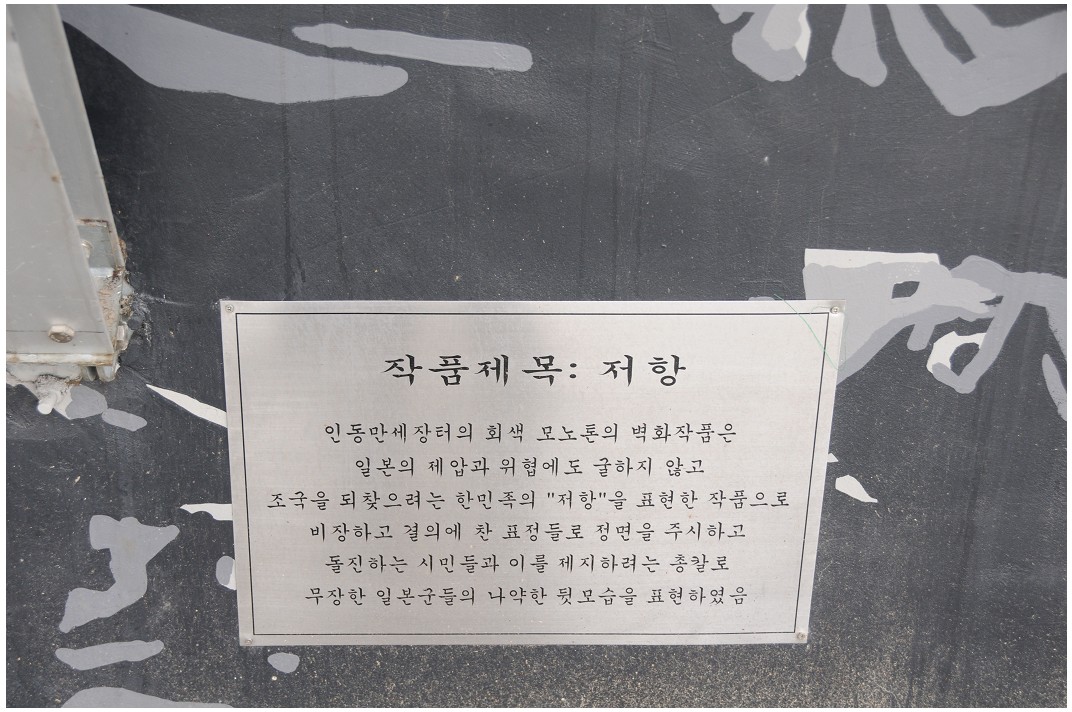 작품제목: 저항
인동만세장터의 회색 모노톤의 벽화작품은
일본의 제압과 위협에도 굴하지 않고
조국을 되찾으려는 한민족의 "저항"을 표현한 작품으로
비장하고 결의에 찬 표정들로 정면을 주시하고
돌진하는 시민들과 이를 제지하려는 총칼로
무장한 일본군들의 나약한 뒷모습을 표현하였음